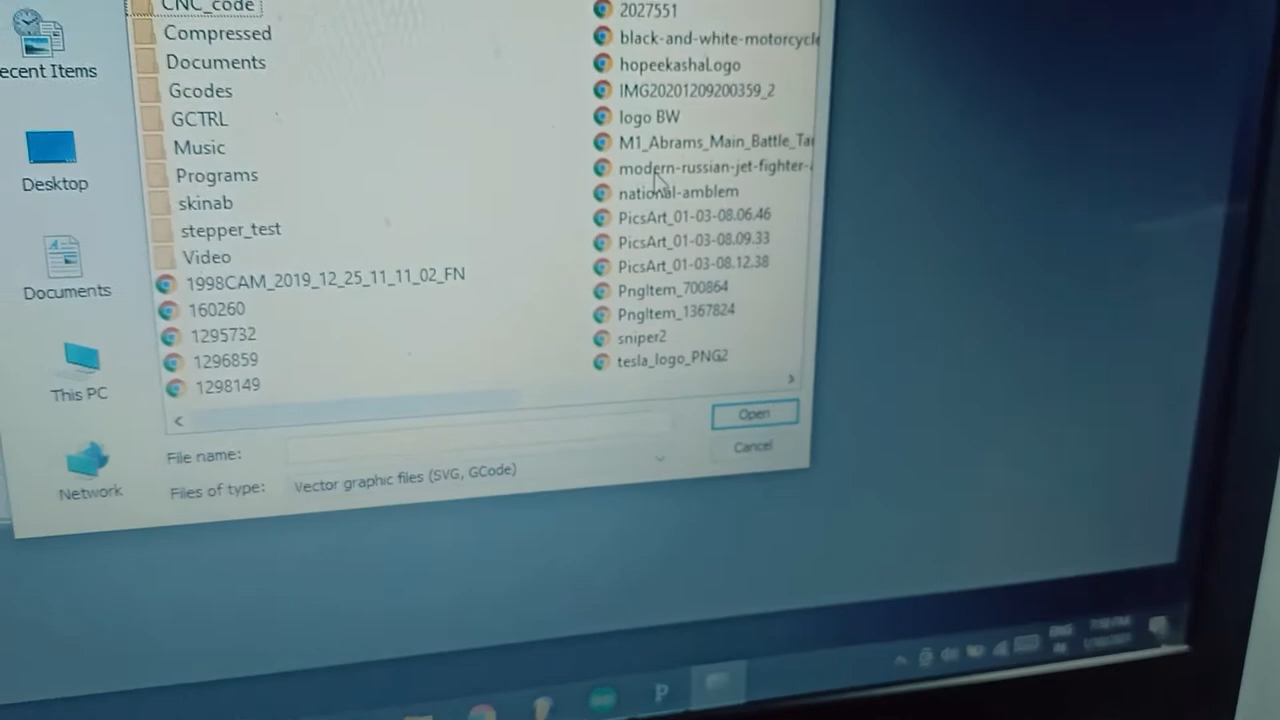 CNC_code
Compressed
Documents
Gcodes
GCTRL
Music
Programs
skinab
stepper_test
Video
1998CAM_2019_12_25_11_11_02_FN
160260
1295732
1296859
1298149
2027551
black-and-white-motorcycle
hopeekashaLogo
IMG20201209200359_2
logo BW
M1_Abrams_Main_Battle_Ta
modern-russian-jet-fighter-
national-amblem
PicsArt_01-03-08.06.46
PicsArt_01-03-08.09.33
PicsArt_01-03-08.12.38
PngItem_700864
PngItem_1367824
sniper2
tesla_logo_PNG2
ecent Items
Desktop
Documents
This PC
Network
File name:
Open
Files of type:
Vector graphic files (SVG, GCode)
Cancel
ENG
P